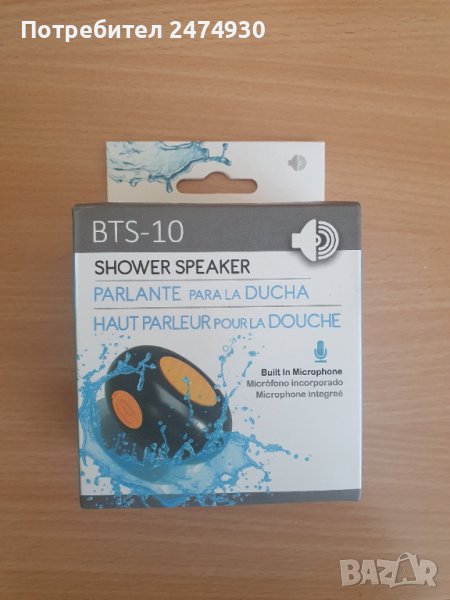 Потребител 2474930
BTS-10
SHOWER SPEAKER
PARLANTE PARA LA DUCHA
HAUT PARLEUR POUR LA DOUCHE
Built In Microphone
Micrófono incorporado
Microphone integreé
BAZAR